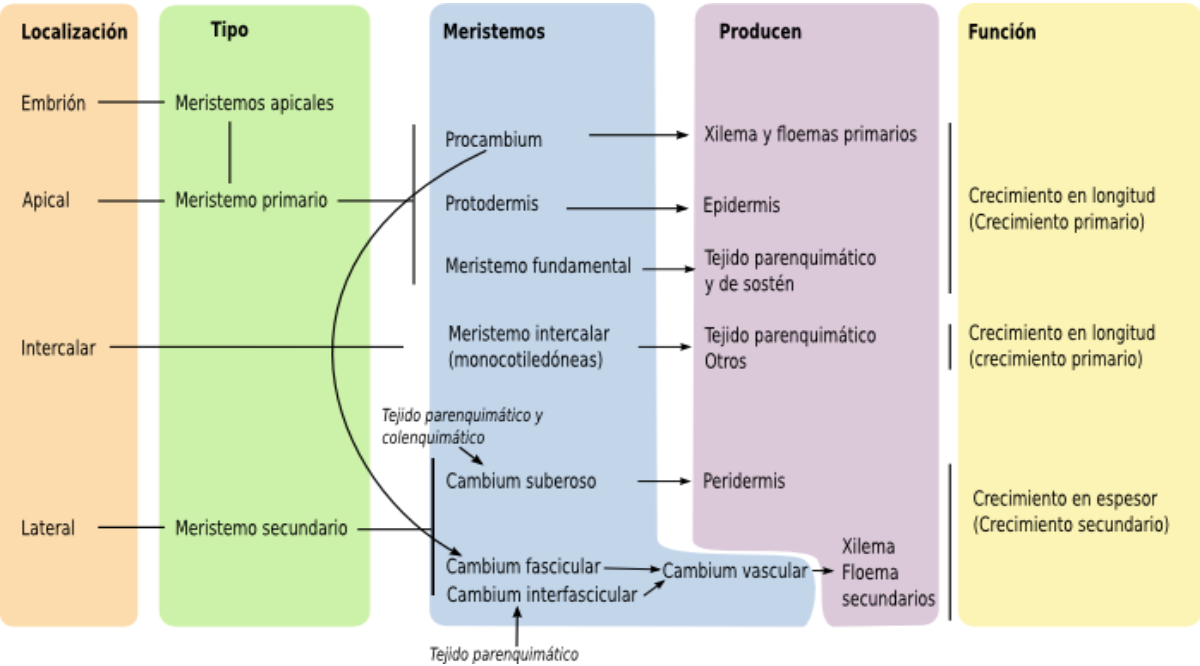 Localización
Tipo
Meristemos
Producen
Función
Embrión
Meristemos apicales
Procambium
Xilema y floemas primarios
Apical
Meristemo primario
Protodermis
Epidermis
Crecimiento en longitud
(Crecimiento primario)
Meristemo fundamental
Tejido parenquimático
y de sostén
Intercalar
Meristemo intercalar
(monocotiledóneas)
Tejido parenquimático
Otros
Crecimiento en longitud
(crecimiento primario)
Tejido parenquimático y
colenquimático
Cambium suberoso
Peridermis
Lateral
Meristemo secundario
Crecimiento en espesor
(Crecimiento secundario)
Cambium fascicular
Cambium interfascicular
Cambium vascular
Xilema
Floema
secundarios
Tejido parenquimático